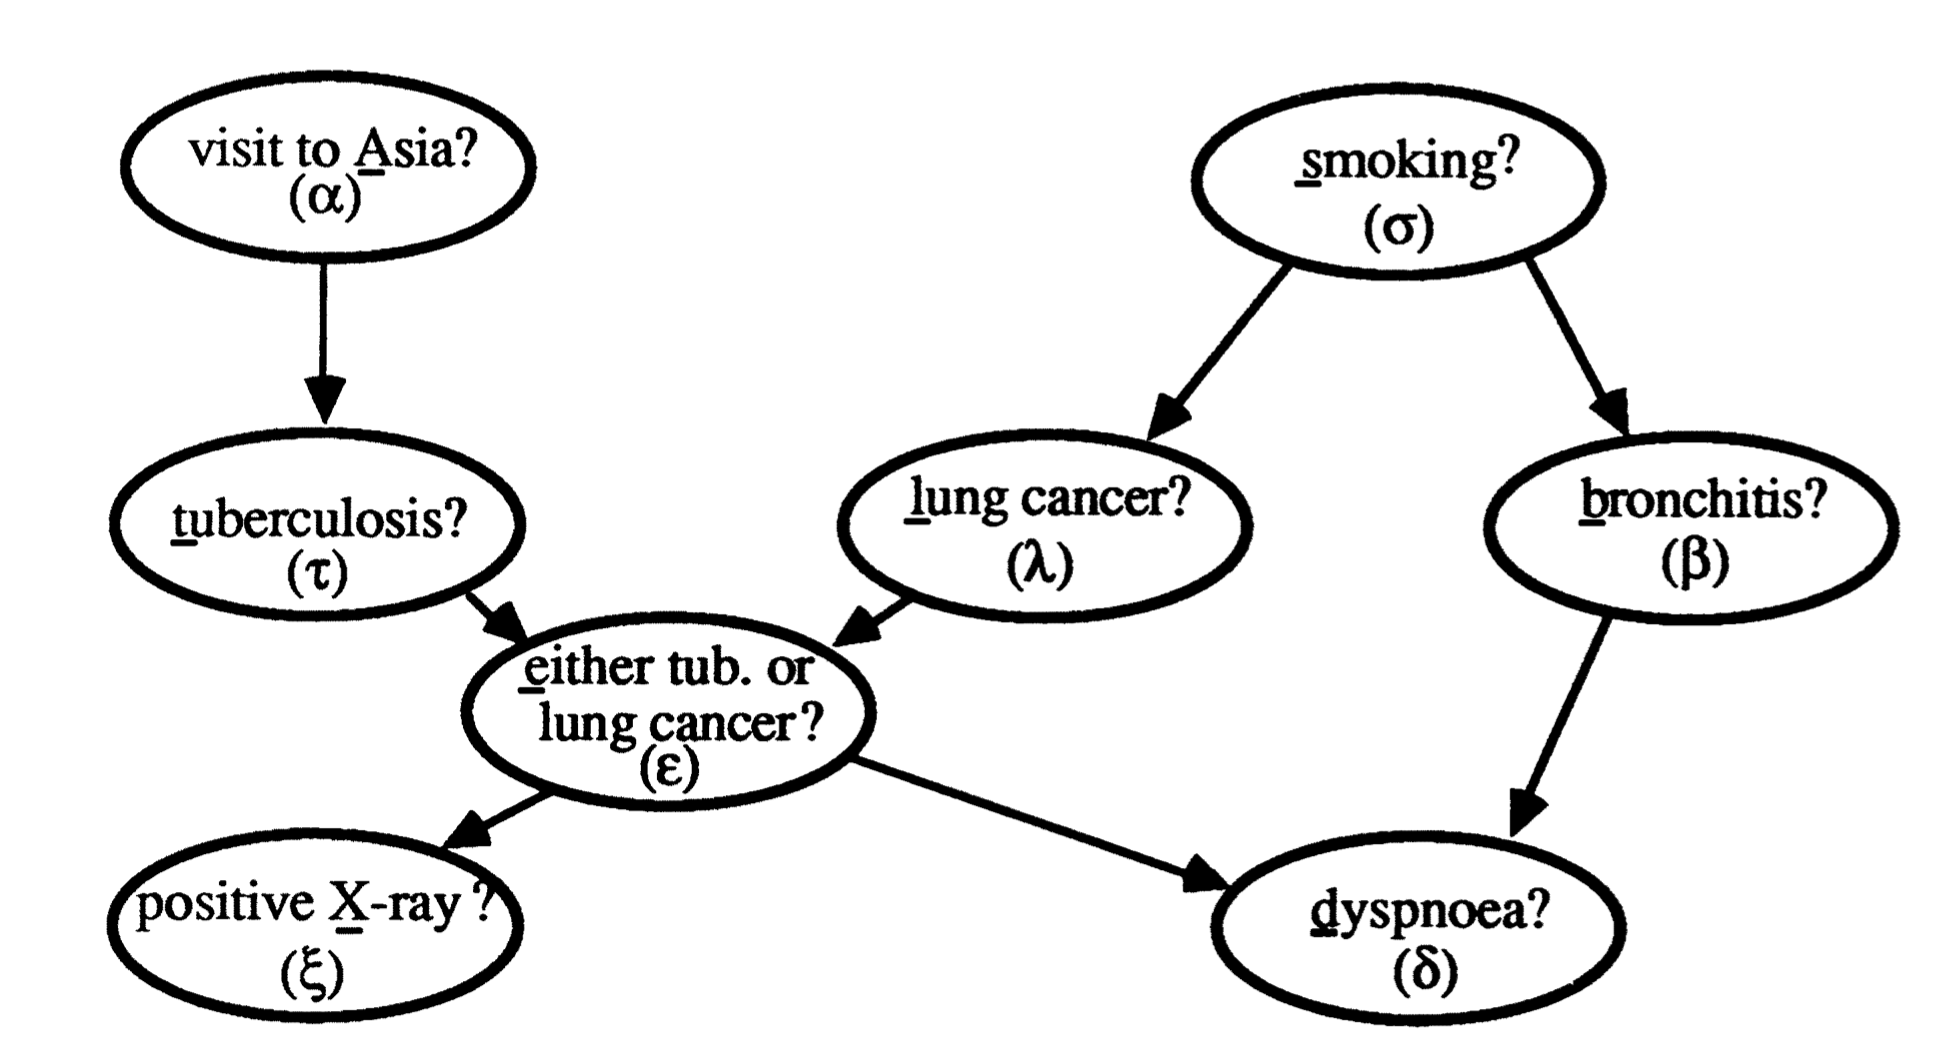 visit to Asia?
(α)
smoking?
(σ)
tuberculosis?
(τ)
lung cancer?
(λ)
bronchitis?
(β)
either tub. or
lung cancer?
(ε)
positive X-ray?
(ξ)
dyspnoea?
(δ)